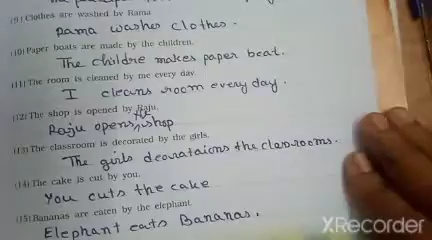 (9) Clothes are washed by Rama
Rama washes clothes.
(10) Paper boats are made by the children.
The childre makes paper beat.
(11) The room is cleaned by me every day.
I cleans room every day.
(12) The shop is opened by Raju.
Raju opens the shop
(13) The classroom is decorated by the girls.
The girls decorataions the classrooms.
(14) The cake is cut by you.
You cuts the cake
(15) Bananas are eaten by the elephant.
Elephant eats Bananas.
XRecorder